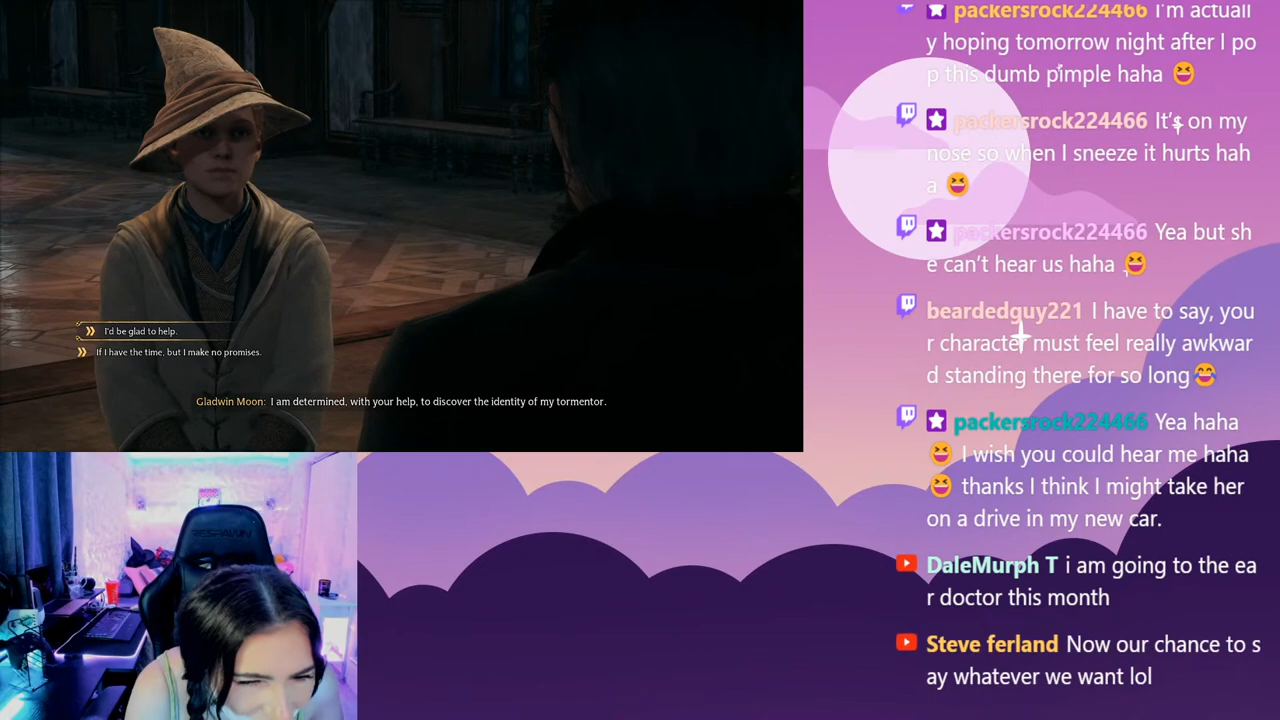 I'd be glad to help.
If I have the time, but I make no promises.
Gladwin Moon: I am determined, with your help, to discover the identity of my tormentor.
RESPAWN
packersrock224466 I'm actuall
y hoping tomorrow night after I po
p this dumb pimple haha 😆
packersrock224466 It's on my
nose so when I sneeze it hurts hah
a 😆
packersrock224466 Yea but sh
e can't hear us haha 😆
beardedguy221 I have to say, you
r character must feel really awkwar
d standing there for so long😂
packersrock224466 Yea haha
😆 I wish you could hear me haha
😆 thanks I think I might take her
on a drive in my new car.
DaleMurph T i am going to the ea
r doctor this month
Steve ferland Now our chance to s
ay whatever we want lol